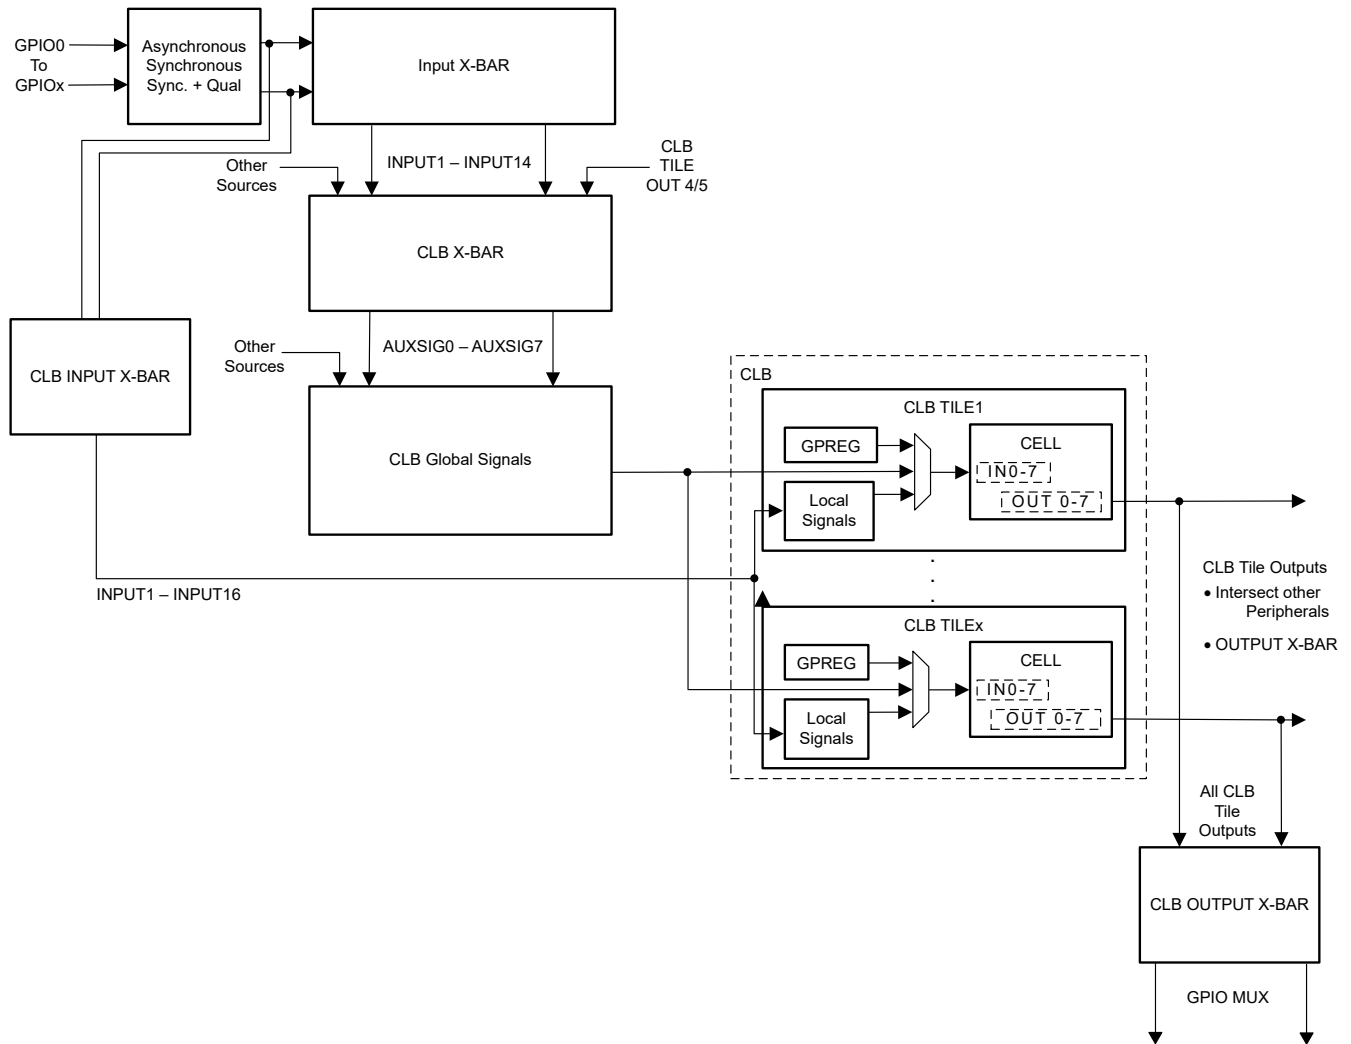 GPIO0
To
GPIOx
Asynchronous
Synchronous
Sync. + Qual
Input X-BAR
Other
Sources
INPUT1 – INPUT14
CLB
TILE
OUT 4/5
CLB X-BAR
CLB INPUT X-BAR
Other
Sources
AUXSIG0 – AUXSIG7
CLB Global Signals
INPUT1 – INPUT16
CLB
CLB TILE1
GPREG
Local
Signals
CELL
IN0-7
OUT 0-7
.
.
.
CLB TILEx
GPREG
Local
Signals
CELL
IN0-7
OUT 0-7
CLB Tile Outputs
• Intersect other
Peripherals
• OUTPUT X-BAR
All CLB
Tile
Outputs
CLB OUTPUT X-BAR
GPIO MUX